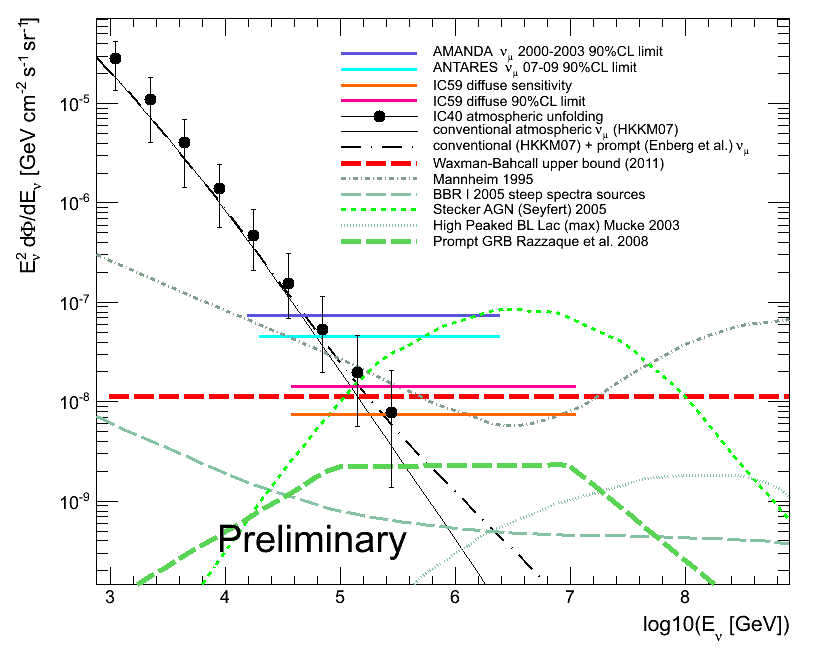 E_ν^2 dΦ/dE_ν [GeV cm^-2 s^-1 sr^-1]
10^-5
10^-6
10^-7
10^-8
10^-9
AMANDA ν_μ 2000-2003 90%CL limit
ANTARES ν_μ 07-09 90%CL limit
IC59 diffuse sensitivity
IC59 diffuse 90%CL limit
IC40 atmospheric unfolding
conventional atmospheric ν_μ (HKKM07)
conventional (HKKM07) + prompt (Enberg et al.) ν_μ
Waxman-Bahcall upper bound (2011)
Mannheim 1995
BBR I 2005 steep spectra sources
Stecker AGN (Seyfert) 2005
High Peaked BL Lac (max) Mucke 2003
Prompt GRB Razzaque et al. 2008
Preliminary
3 4 5 6 7 8
log10(E_ν [GeV])